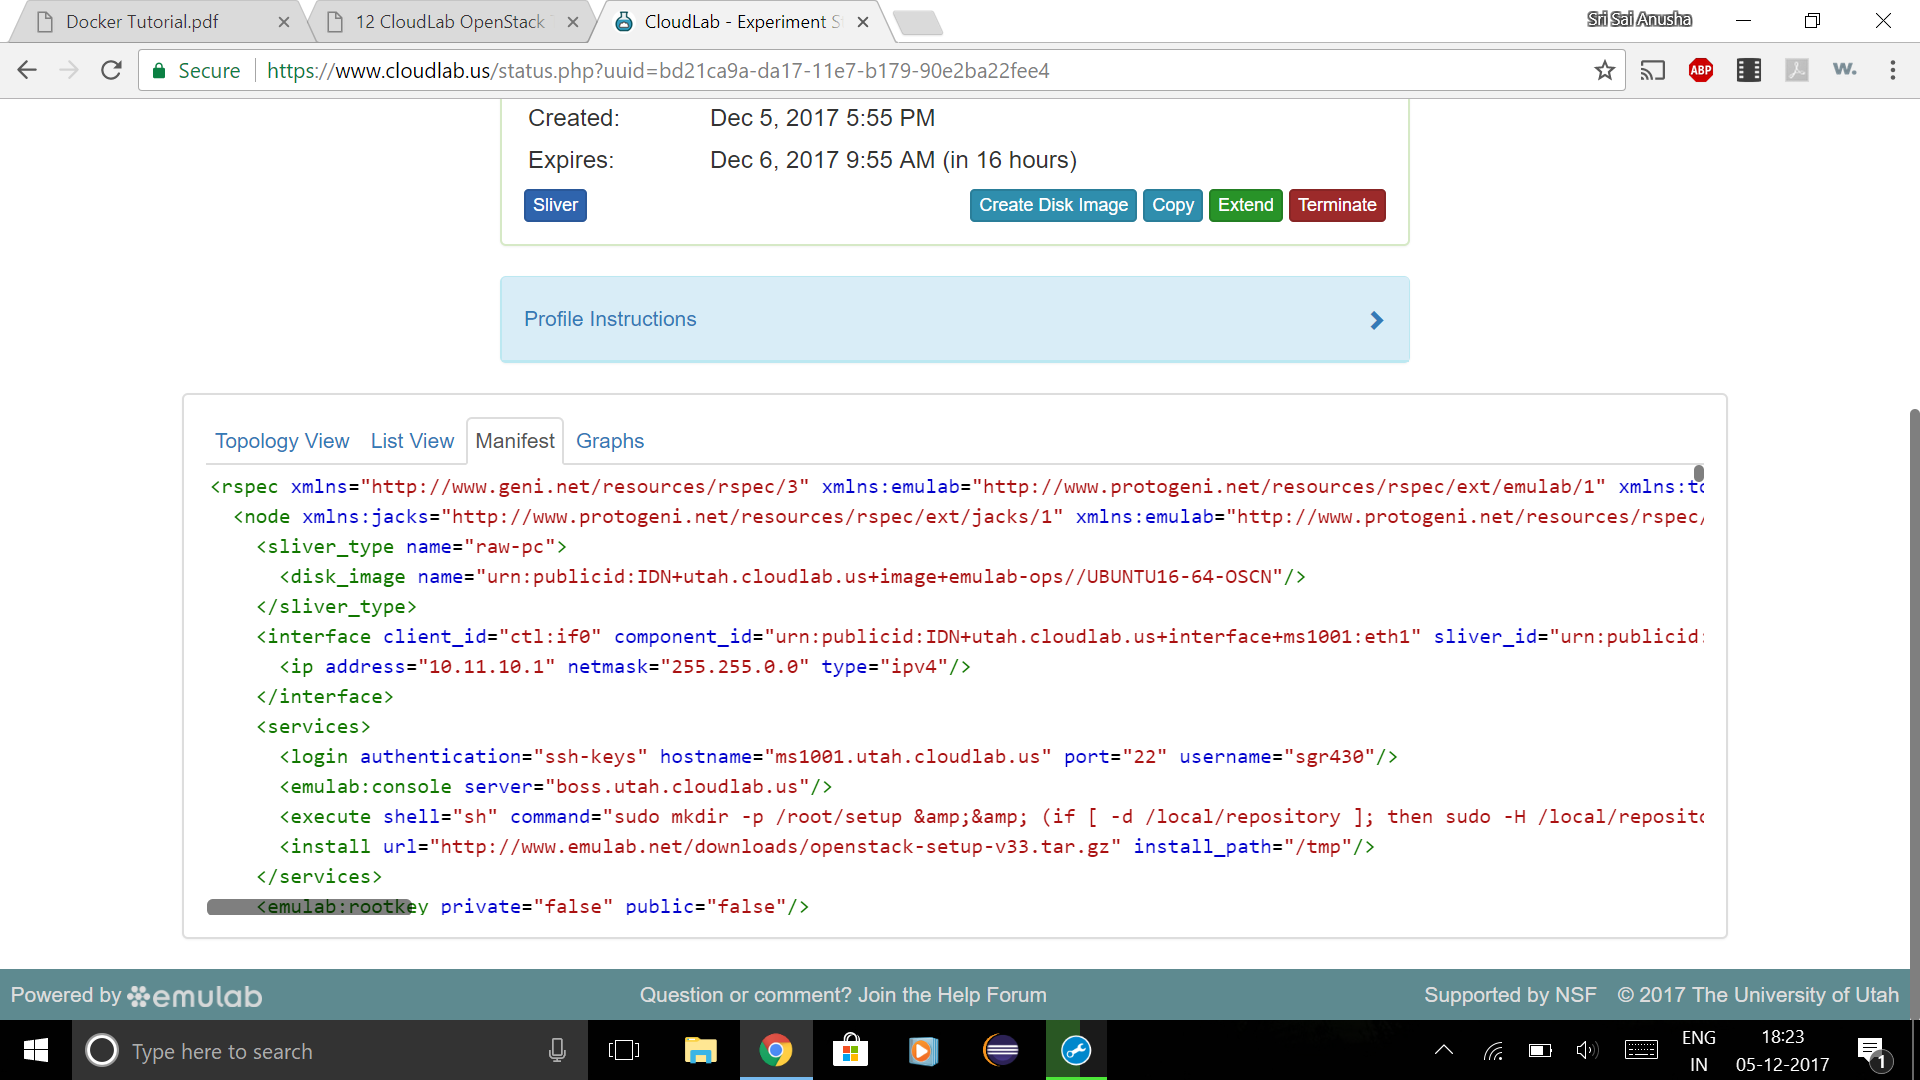 Docker Tutorial.pdf
12 CloudLab OpenStack
CloudLab - Experiment S
Sri Sai Anusha
Secure
https://www.cloudlab.us/status.php?uuid=bd21ca9a-da17-11e7-b179-90e2ba22fee4
ABP
w.
Created: Dec 5, 2017 5:55 PM
Expires: Dec 6, 2017 9:55 AM (in 16 hours)
Sliver
Create Disk Image
Copy
Extend
Terminate
Profile Instructions
Topology View
List View
Manifest
Graphs
<rspec xmlns="http://www.geni.net/resources/rspec/3" xmlns:emulab="http://www.protogeni.net/resources/rspec/ext/emulab/1" xmlns:to
<node xmlns:jacks="http://www.protogeni.net/resources/rspec/ext/jacks/1" xmlns:emulab="http://www.protogeni.net/resources/rspec/
<sliver_type name="raw-pc">
<disk_image name="urn:publicid:IDN+utah.cloudlab.us+image+emulab-ops//UBUNTU16-64-OSCN"/>
</sliver_type>
<interface client_id="ctl:if0" component_id="urn:publicid:IDN+utah.cloudlab.us+interface+ms1001:eth1" sliver_id="urn:publicid:
<ip address="10.11.10.1" netmask="255.255.0.0" type="ipv4"/>
</interface>
<services>
<login authentication="ssh-keys" hostname="ms1001.utah.cloudlab.us" port="22" username="sgr430"/>
<emulab:console server="boss.utah.cloudlab.us"/>
<execute shell="sh" command="sudo mkdir -p /root/setup &amp;&amp; (if [ -d /local/repository ]; then sudo -H /local/reposito
<install url="http://www.emulab.net/downloads/openstack-setup-v33.tar.gz" install_path="/tmp"/>
</services>
<emulab:rootkey private="false" public="false"/>
Powered by emulab
Question or comment? Join the Help Forum
Supported by NSF © 2017 The University of Utah
Type here to search
ENG
IN
18:23
05-12-2017
1